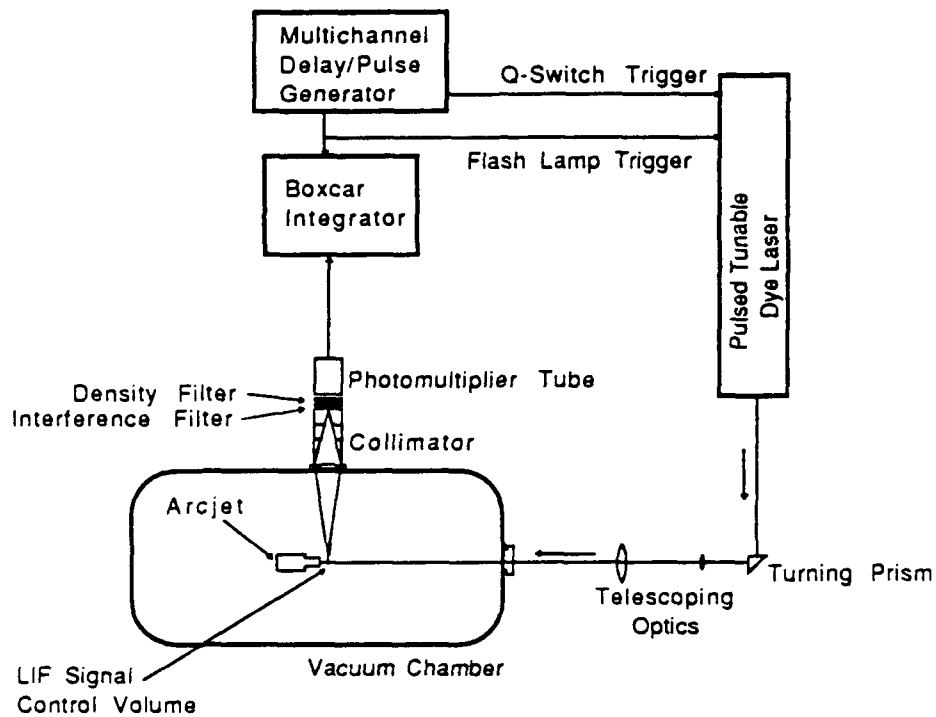 Multichannel
Delay/Pulse
Generator
Q-Switch Trigger
Flash Lamp Trigger
Boxcar
Integrator
Pulsed Tunable
Dye Laser
Density Filter
Interference Filter
Photomultiplier Tube
Collimator
Arcjet
Turning Prism
Telescoping
Optics
Vacuum Chamber
LIF Signal
Control Volume